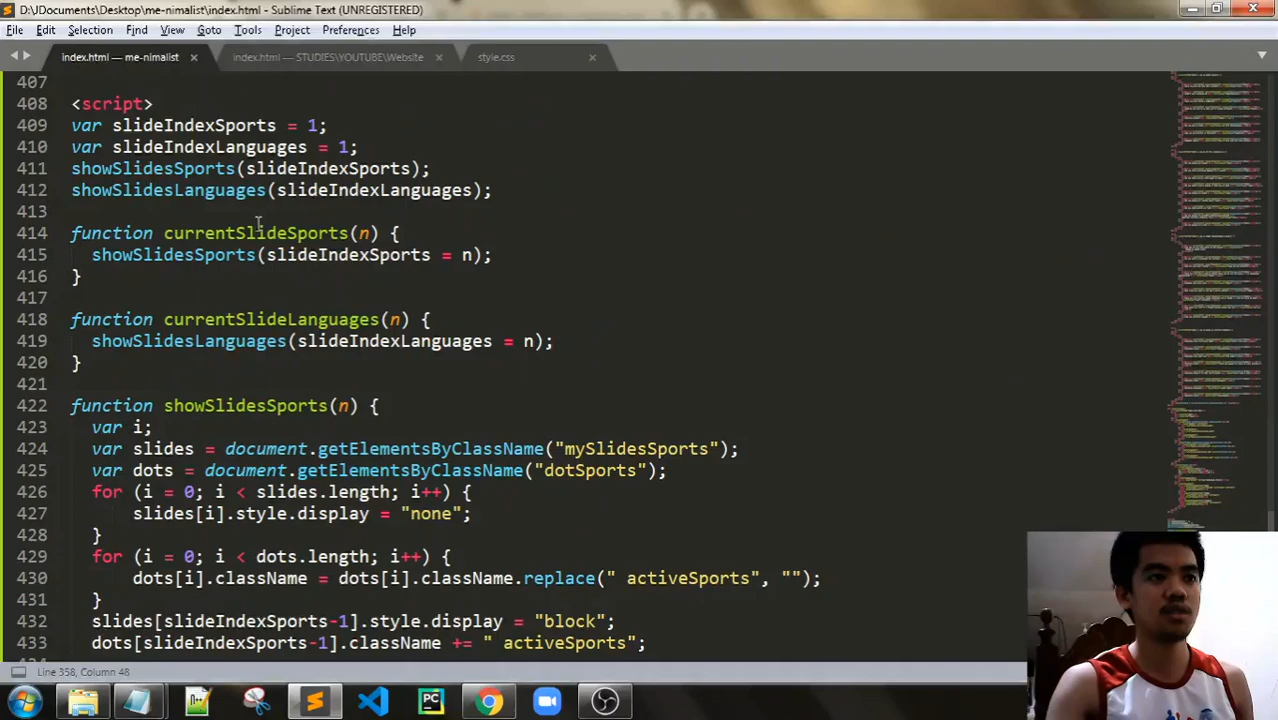 D:\JDocuments\Desktop\me-nimalist\index.html - Sublime Text (UNREGISTERED)
File Edit Selection Find View Goto Tools Project Preferences Help
index.html — me-nimalist × index.html — STUDIES\YOUTUBE\Website × style.css ×
407
408 <script>
409 var slideIndexSports = 1;
410 var slideIndexLanguages = 1;
411 showSlidesSports(slideIndexSports);
412 showSlidesLanguages(slideIndexLanguages);
413
414 function currentSlideSports(n) {
415 showSlidesSports(slideIndexSports = n);
416 }
417
418 function currentSlideLanguages(n) {
419 showSlidesLanguages(slideIndexLanguages = n);
420 }
421
422 function showSlidesSports(n) {
423 var i;
424 var slides = document.getElementByClassname("mySlidesSports");
425 var dots = document.getElementsByClassName("dotSports");
426 for (i = 0; i < slides.length; i++) {
427 slides[i].style.display = "none";
428 }
429 for (i = 0; i < dots.length; i++) {
430 dots[i].className = dots[i].className.replace(" activeSports", "");
431 }
432 slides[slideIndexSports-1].style.display = "block";
433 dots[slideIndexSports-1].className += " activeSports";
Line 358, Column 48
PC